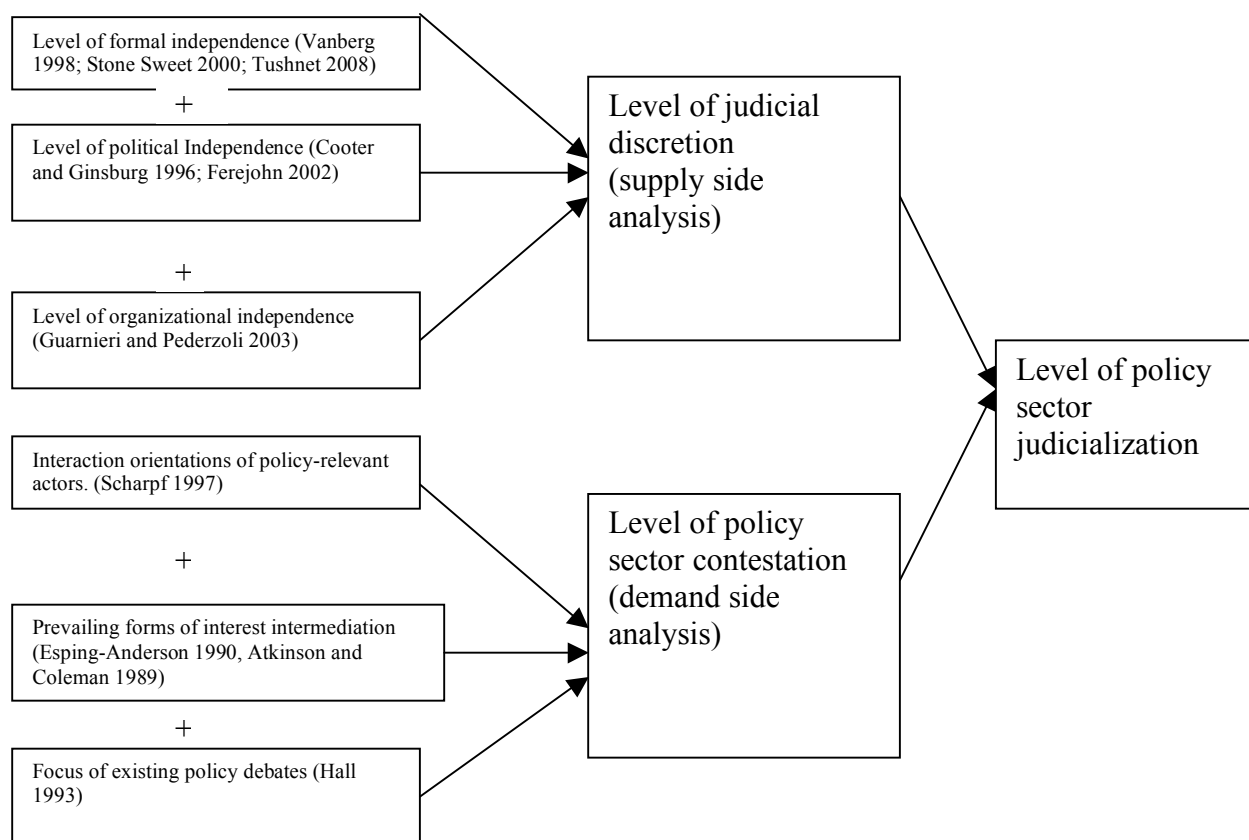 Level of formal independence (Vanberg
1998; Stone Sweet 2000; Tushnet 2008)
+
Level of political Independence (Cooter
and Ginsburg 1996; Ferejohn 2002)
+
Level of organizational independence
(Guarnieri and Pederzoli 2003)
Interaction orientations of policy-relevant
actors. (Scharpf 1997)
+
Prevailing forms of interest intermediation
(Esping-Anderson 1990, Atkinson and
Coleman 1989)
+
Focus of existing policy debates (Hall
1993)
Level of judicial
discretion
(supply side
analysis)
Level of policy
sector contestation
(demand side
analysis)
Level of policy
sector
judicialization